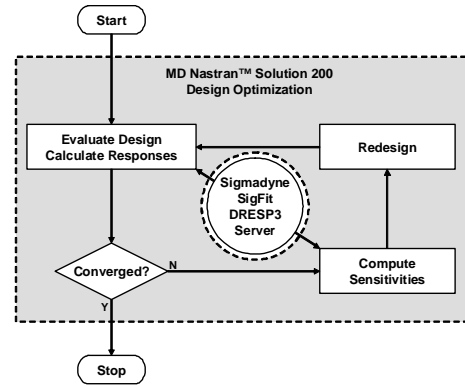 Start
MD Nastran™ Solution 200
Design Optimization
Evaluate Design
Calculate Responses
Redesign
Sigmadyne
SigFit
DRESP3
Server
Converged?
N
Compute
Sensitivities
Y
Stop